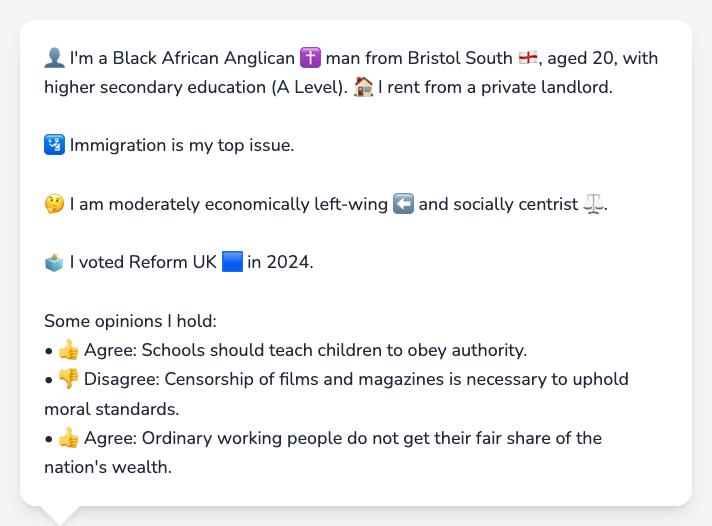 👤 I'm a Black African Anglican ✝️ man from Bristol South 🏴󠁧󠁢󠁥󠁮󠁧󠁿, aged 20, with
higher secondary education (A Level). 🏠 I rent from a private landlord.
🛂 Immigration is my top issue.
🤔 I am moderately economically left-wing ⬅️ and socially centrist ⚖️.
🗳️ I voted Reform UK 🟦 in 2024.
Some opinions I hold:
• 👍 Agree: Schools should teach children to obey authority.
• 👎 Disagree: Censorship of films and magazines is necessary to uphold
moral standards.
• 👍 Agree: Ordinary working people do not get their fair share of the
nation's wealth.